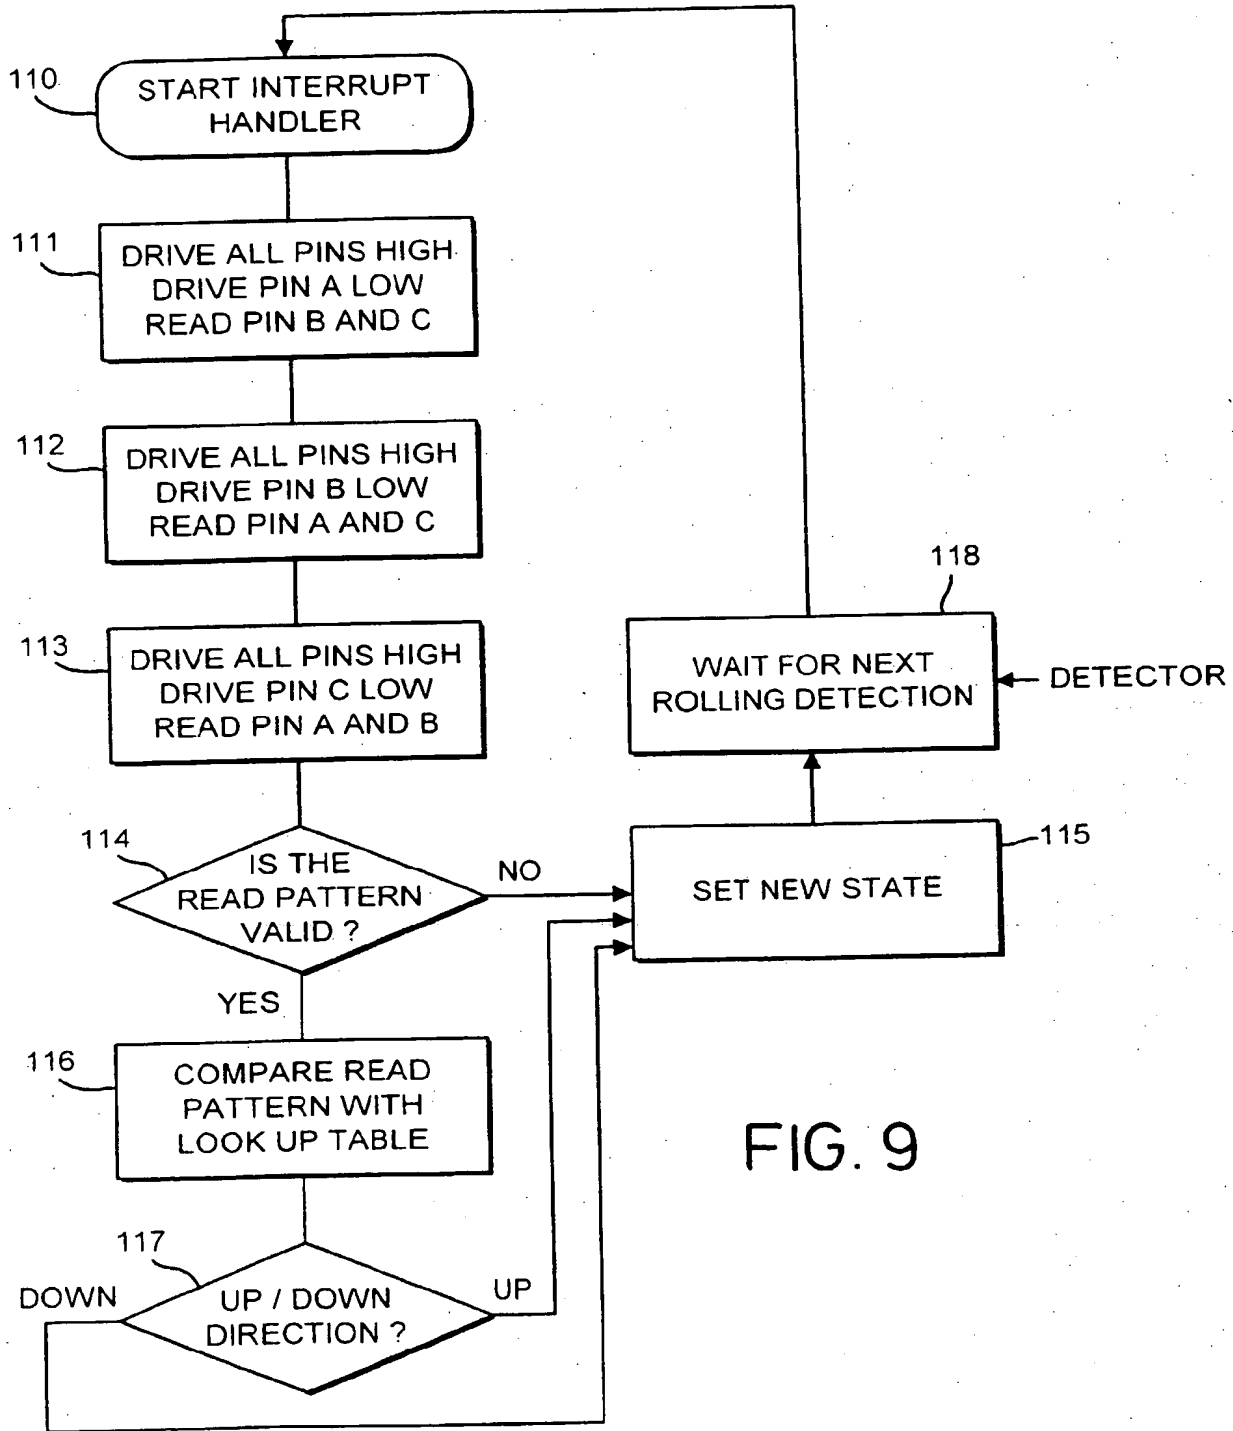 110
START INTERRUPT
HANDLER
111
DRIVE ALL PINS HIGH
DRIVE PIN A LOW
READ PIN B AND C
112
DRIVE ALL PINS HIGH
DRIVE PIN B LOW
READ PIN A AND C
113
DRIVE ALL PINS HIGH
DRIVE PIN C LOW
READ PIN A AND B
118
WAIT FOR NEXT
ROLLING DETECTION
DETECTOR
114
IS THE
READ PATTERN
VALID ?
NO
YES
115
SET NEW STATE
116
COMPARE READ
PATTERN WITH
LOOK UP TABLE
117
UP / DOWN
DIRECTION ?
DOWN
UP
FIG. 9